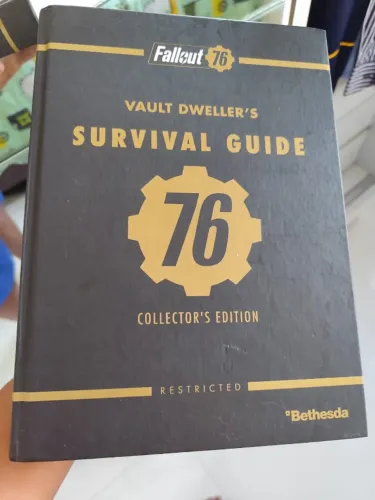 Fallout 76
VAULT DWELLER'S
SURVIVAL GUIDE
76
COLLECTOR'S EDITION
RESTRICTED
Bethesda